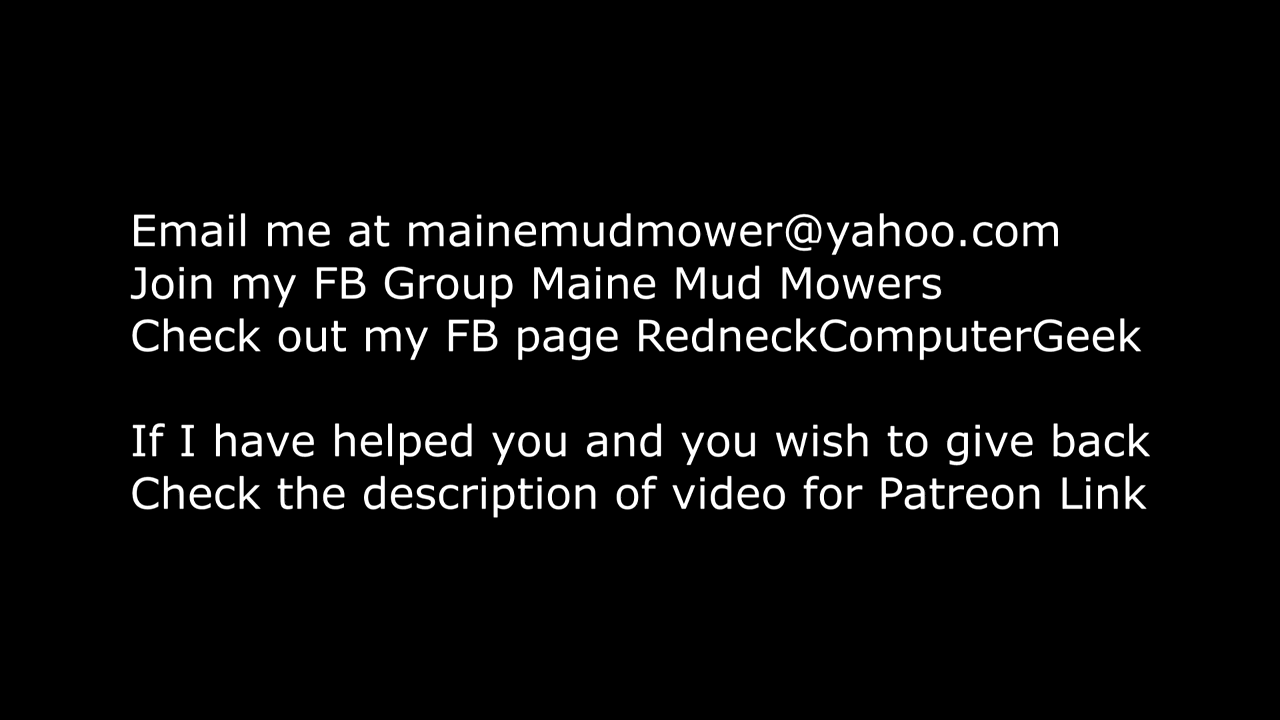 Email me at mainemudmower@yahoo.com
Join my FB Group Maine Mud Mowers
Check out my FB page RedneckComputerGeek
If I have helped you and you wish to give back
Check the description of video for Patreon Link